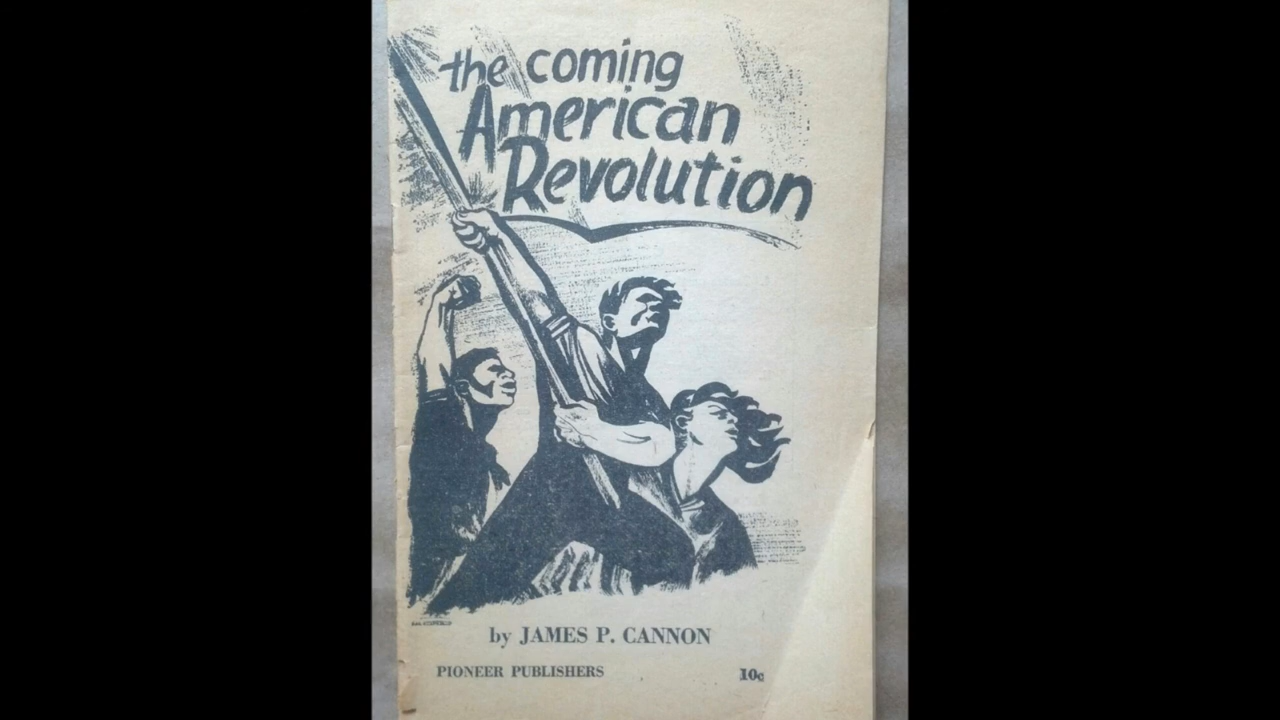 the coming
American
Revolution
by JAMES P. CANNON
PIONEER PUBLISHERS 10c